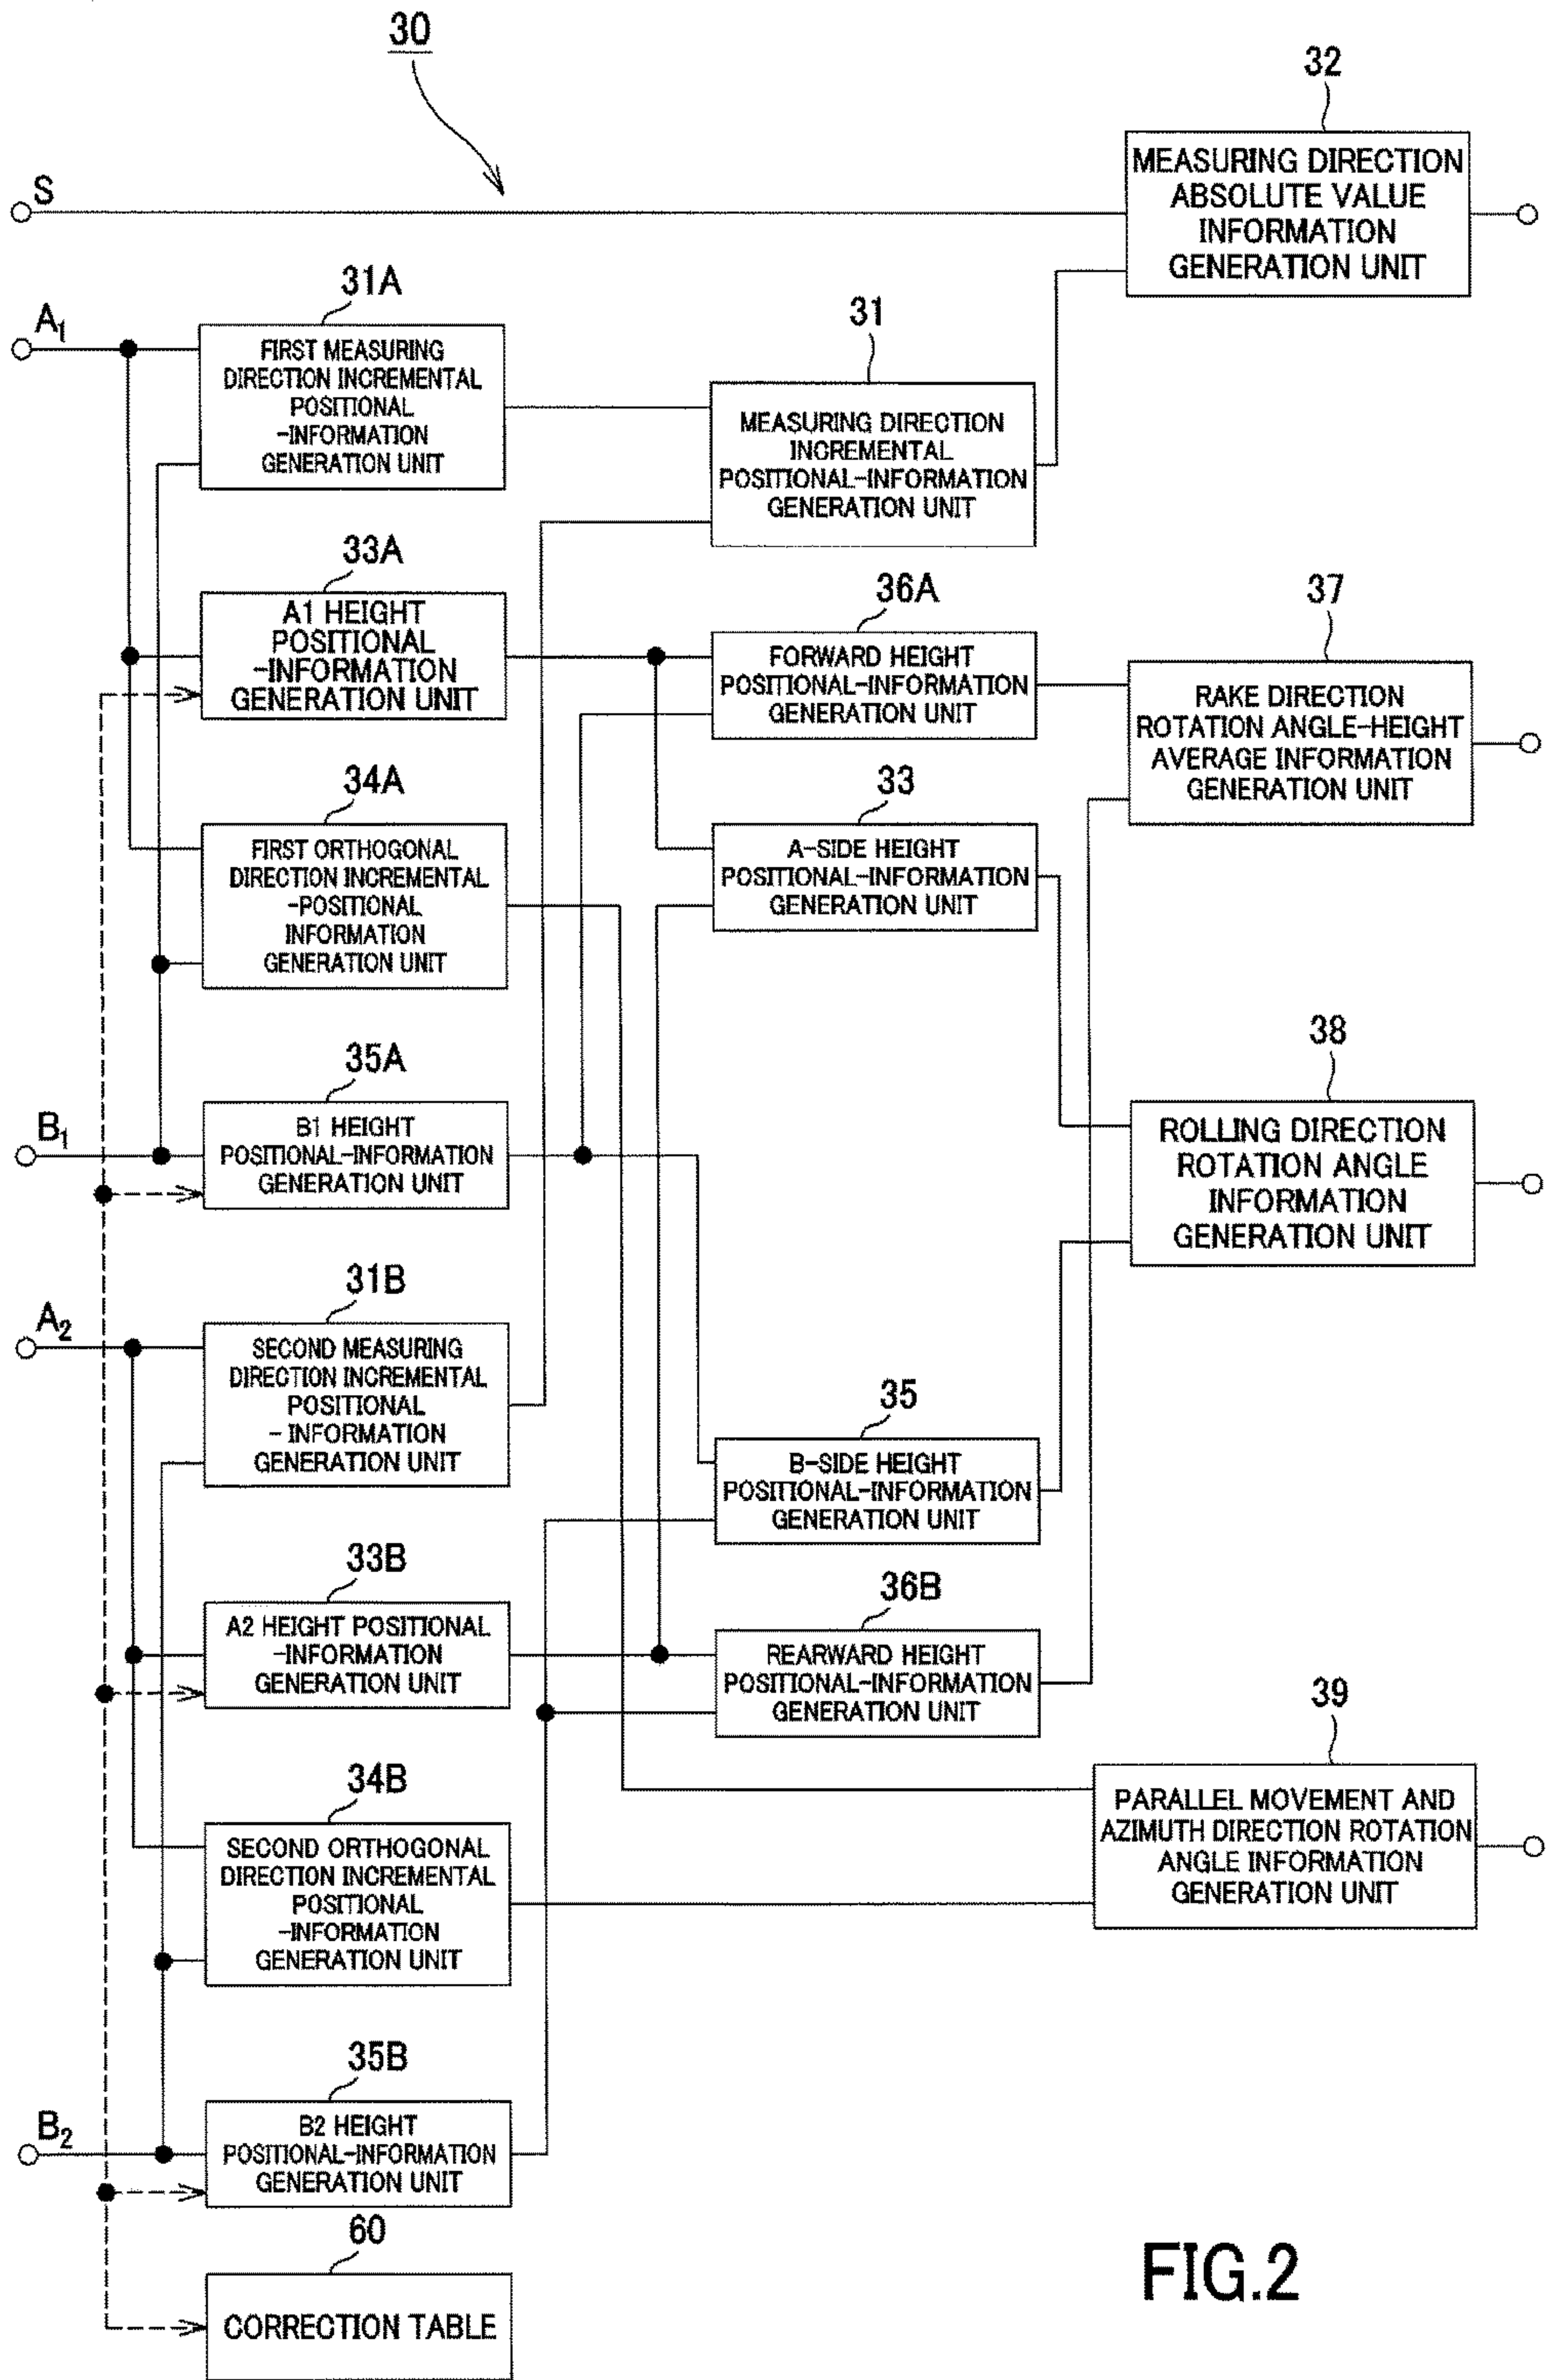 30
32
MEASURING DIRECTION
ABSOLUTE VALUE
INFORMATION
GENERATION UNIT
S
31A
A1
FIRST MEASURING
DIRECTION INCREMENTAL
POSITIONAL
-INFORMATION
GENERATION UNIT
31
MEASURING DIRECTION
INCREMENTAL
POSITIONAL-INFORMATION
GENERATION UNIT
33A
A1 HEIGHT
POSITIONAL
-INFORMATION
GENERATION UNIT
36A
FORWARD HEIGHT
POSITIONAL-INFORMATION
GENERATION UNIT
37
RAKE DIRECTION
ROTATION ANGLE-HEIGHT
AVERAGE INFORMATION
GENERATION UNIT
34A
FIRST ORTHOGONAL
DIRECTION INCREMENTAL
-POSITIONAL
INFORMATION
GENERATION UNIT
33
A-SIDE HEIGHT
POSITIONAL-INFORMATION
GENERATION UNIT
35A
B1
B1 HEIGHT
POSITIONAL-INFORMATION
GENERATION UNIT
38
ROLLING DIRECTION
ROTATION ANGLE
INFORMATION
GENERATION UNIT
31B
A2
SECOND MEASURING
DIRECTION INCREMENTAL
POSITIONAL
-INFORMATION
GENERATION UNIT
35
B-SIDE HEIGHT
POSITIONAL-INFORMATION
GENERATION UNIT
33B
A2 HEIGHT POSITIONAL
-INFORMATION
GENERATION UNIT
36B
REARWARD HEIGHT
POSITIONAL-INFORMATION
GENERATION UNIT
39
PARALLEL MOVEMENT AND
AZIMUTH DIRECTION ROTATION
ANGLE INFORMATION
GENERATION UNIT
34B
SECOND ORTHOGONAL
DIRECTION INCREMENTAL
POSITIONAL
-INFORMATION
GENERATION UNIT
35B
B2
B2 HEIGHT
POSITIONAL-INFORMATION
GENERATION UNIT
60
CORRECTION TABLE
FIG.2